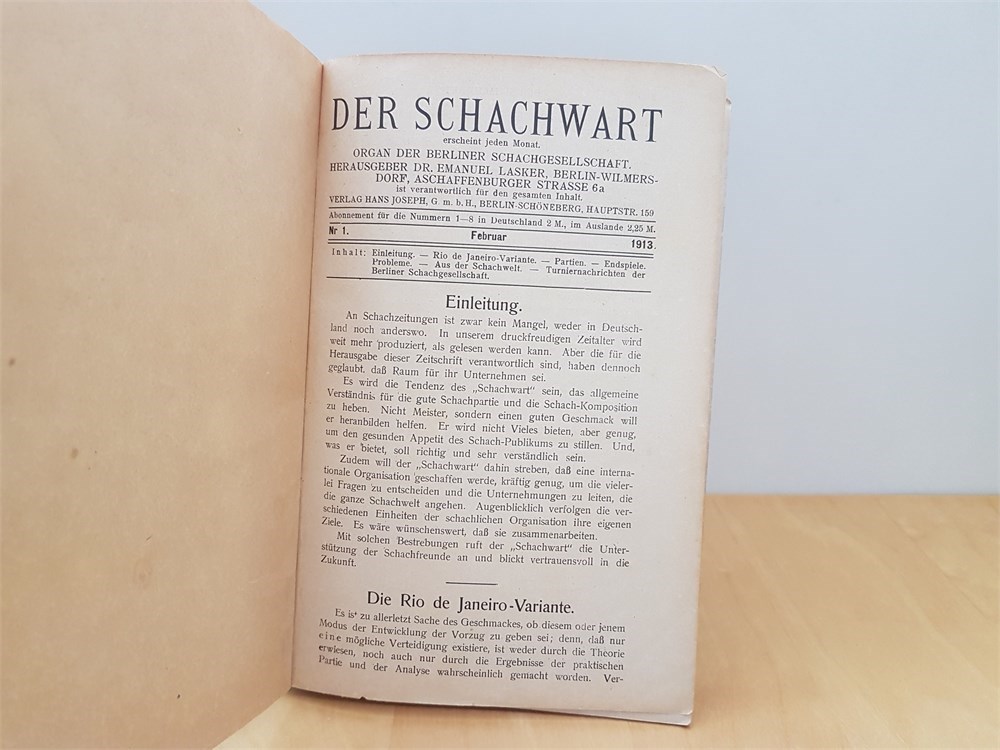 DER SCHACHWART
erscheint jeden Monat.
ORGAN DER BERLINER SCHACHGESELLSCHAFT.
HERAUSGEBER DR. EMANUEL LASKER, BERLIN-WILMERS-
DORF, ASCHAFFENBURGER STRASSE 6a
ist verantwortlich für den gesamten Inhalt.
VERLAG HANS JOSEPH, G. m. b. H., BERLIN-SCHÖNEBERG, HAUPTSTR. 159
Abonnement für die Nummern 1—8 in Deutschland 2 M., im Auslande 2,25 M.
Nr 1. Februar 1913.
Inhalt: Einleitung. — Rio de Janeiro-Variante. — Partien. — Endspiele.
Probleme. — Aus der Schachwelt. — Turniernachrichten der
Berliner Schachgesellschaft.
Einleitung.
An Schachzeitungen ist zwar kein Mangel, weder in Deutsch-
land noch anderswo. In unserem druckfreudigen Zeitalter wird
weit mehr produziert, als gelesen werden kann. Aber die für die
Herausgabe dieser Zeitschrift verantwortlich sind, haben dennoch
geglaubt, daß Raum für ihr Unternehmen sei.
Es wird die Tendenz des „Schachwart“ sein, das allgemeine
Verständnis für die gute Schachpartie und die Schach-Komposition
zu heben. Nicht Meister, sondern einen guten Geschmack will
er heranbilden helfen. Er wird nicht Vieles bieten, aber genug,
um den gesunden Appetit des Schach-Publikums zu stillen. Und,
was er bietet, soll richtig und sehr verständlich sein.
Zudem will der „Schachwart“ dahin streben, daß eine interna-
tionale Organisation geschaffen werde, kräftig genug, um die vieler-
lei Fragen zu entscheiden und die Unternehmungen zu leiten, die
die ganze Schachwelt angehen. Augenblicklich verfolgen die ver-
schiedenen Einheiten der schachlichen Organisation ihre eigenen
Ziele. Es wäre wünschenswert, daß sie zusammenarbeiten.
Mit solchen Bestrebungen ruft der „Schachwart“ die Unter-
stützung der Schachfreunde an und blickt vertrauensvoll in die
Zukunft.
Die Rio de Janeiro-Variante.
Es ist zu allerletzt Sache des Geschmackes, ob diesem oder jenem
Modus der Entwicklung der Vorzug zu geben sei; denn, daß nur
eine mögliche Verteidigung existiere, ist weder durch die Theorie
erwiesen, noch auch nur durch die Ergebnisse der praktischen
Partie und der Analyse wahrscheinlich gemacht worden. Ver-